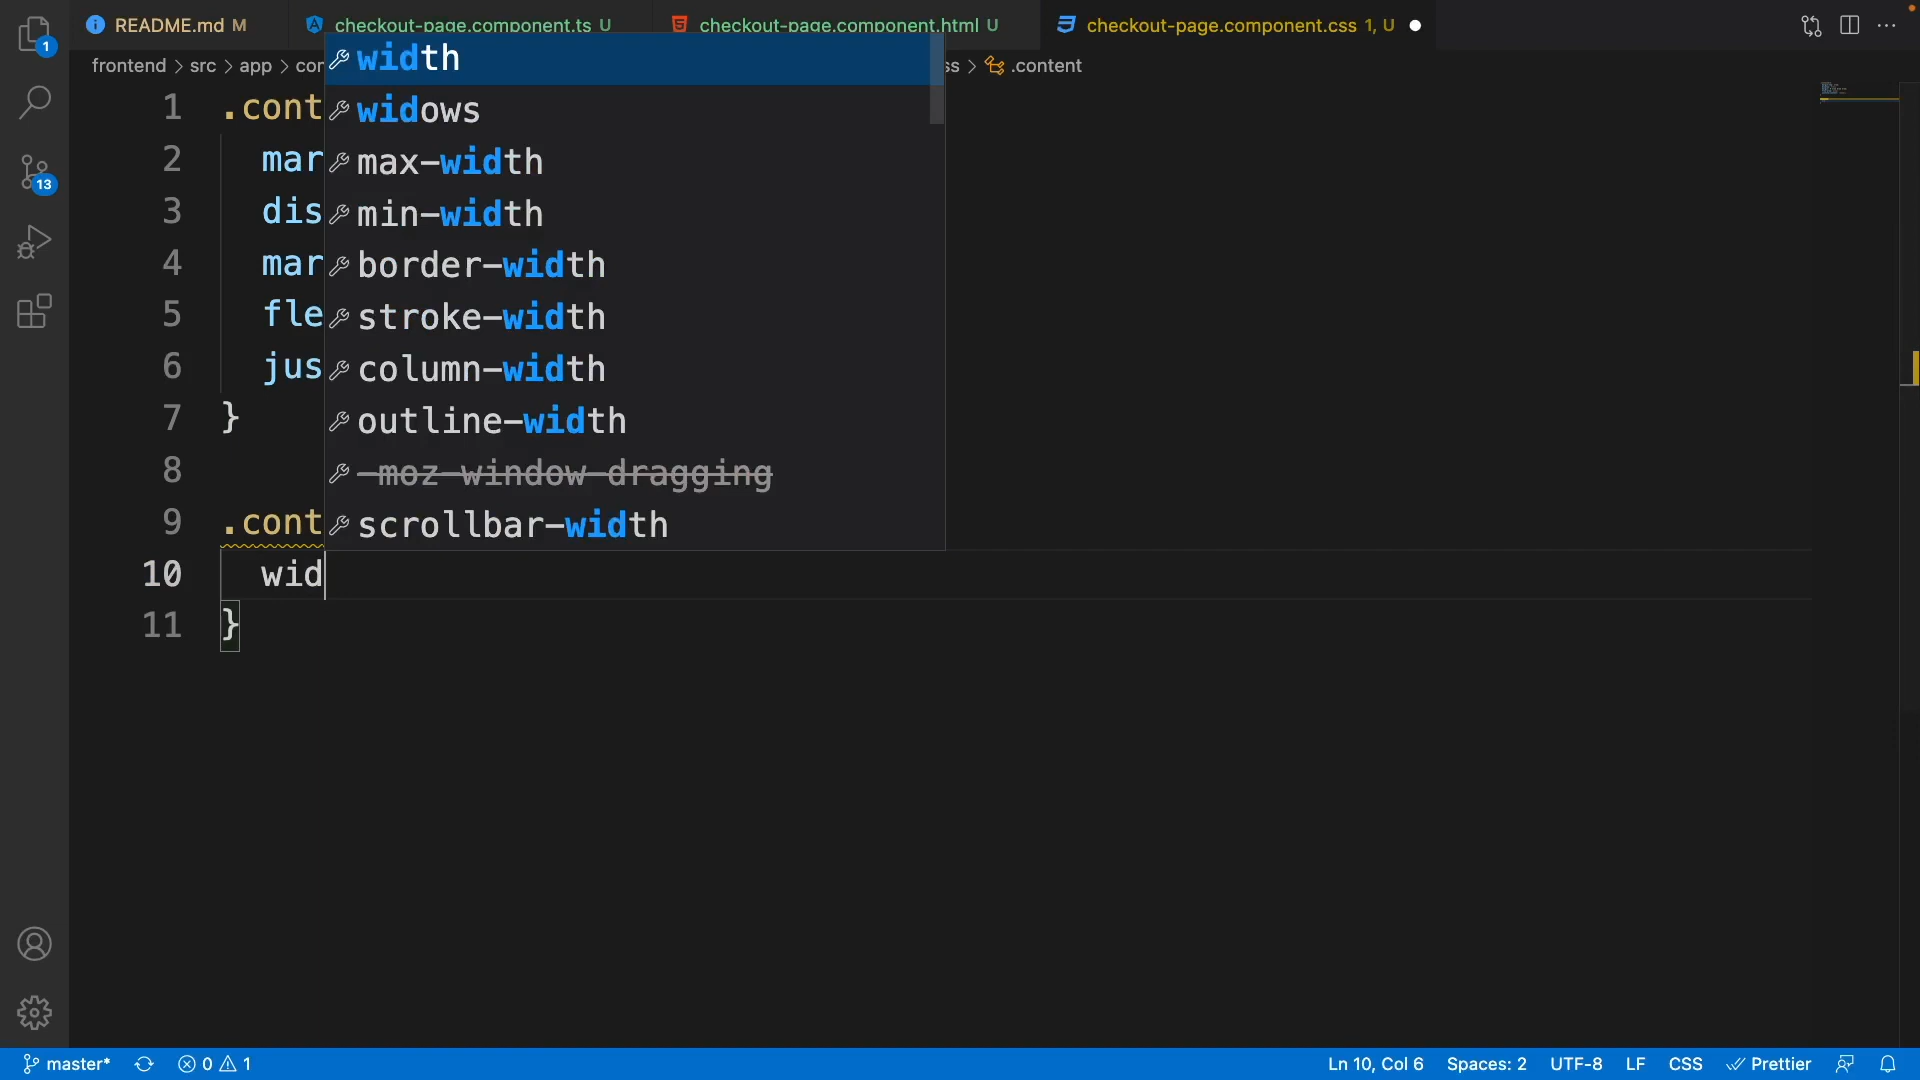 README.md M
checkout-page.component.ts U
checkout-page.component.html U
checkout-page.component.css 1, U
frontend > src > app > con
ss > .content
1 .cont
2 mar
3 dis
4 mar
5 fle
6 jus
7 }
8
9 .cont
10 wid
11 }
width
widows
max-width
min-width
border-width
stroke-width
column-width
outline-width
-moz-window-dragging
scrollbar-width
1
13
master*
0
1
Ln 10, Col 6
Spaces: 2
UTF-8
LF
CSS
Prettier